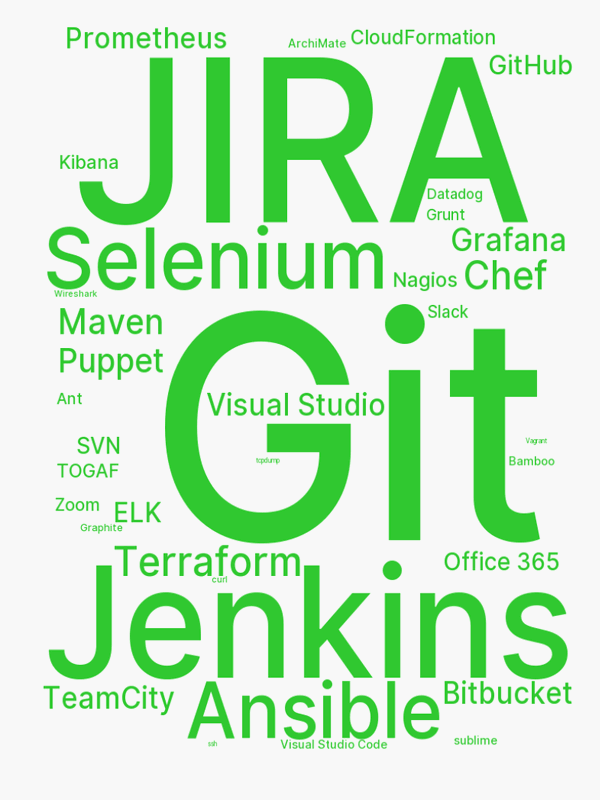 Prometheus
ArchiMate
CloudFormation
GitHub
JIRA
Kibana
Datadog
Grunt
Selenium
Grafana
Nagios
Chef
Wireshark
Maven
Slack
Puppet
Git
Ant
Visual Studio
SVN
Vagrant
tcpdump
Bamboo
TOGAF
Zoom
ELK
Graphite
Terraform
Office 365
curl
Jenkins
TeamCity
Ansible
Bitbucket
ssh
Visual Studio Code
sublime